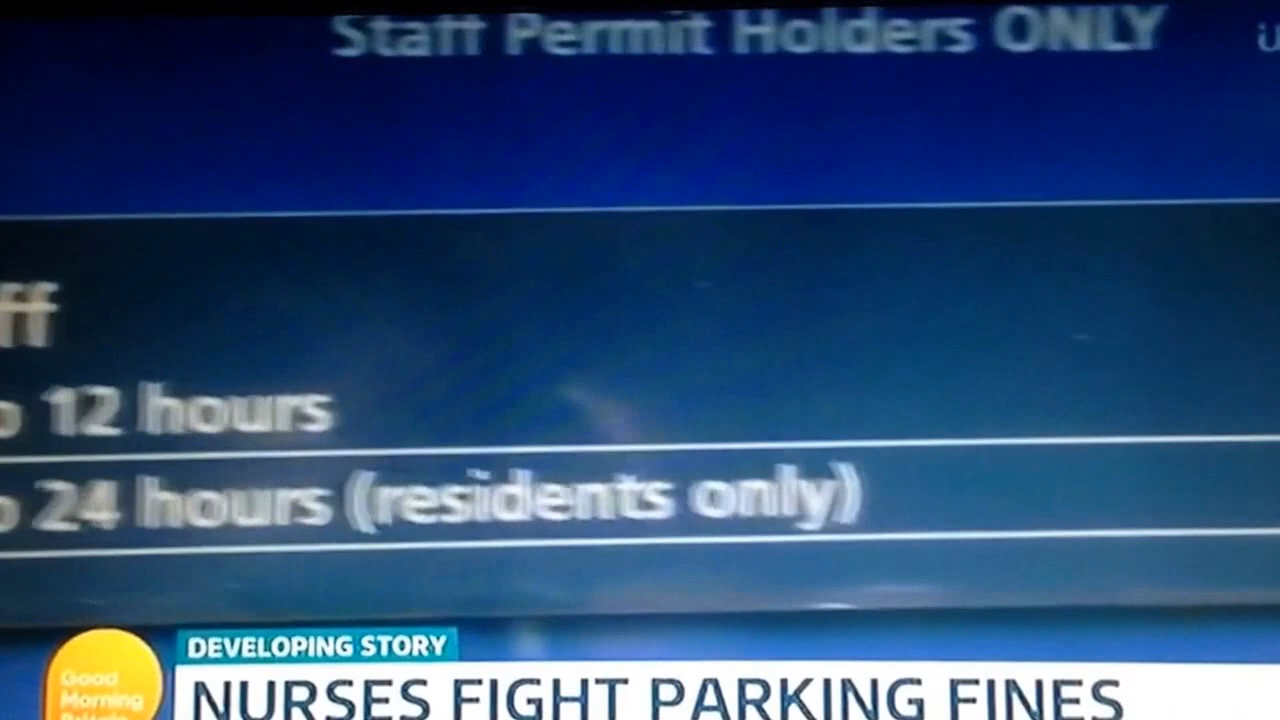 Staff Permit Holders ONLY
ff
12 hours
24 hours (residents only)
DEVELOPING STORY
Good
Morning
Britain
NURSES FIGHT PARKING FINES